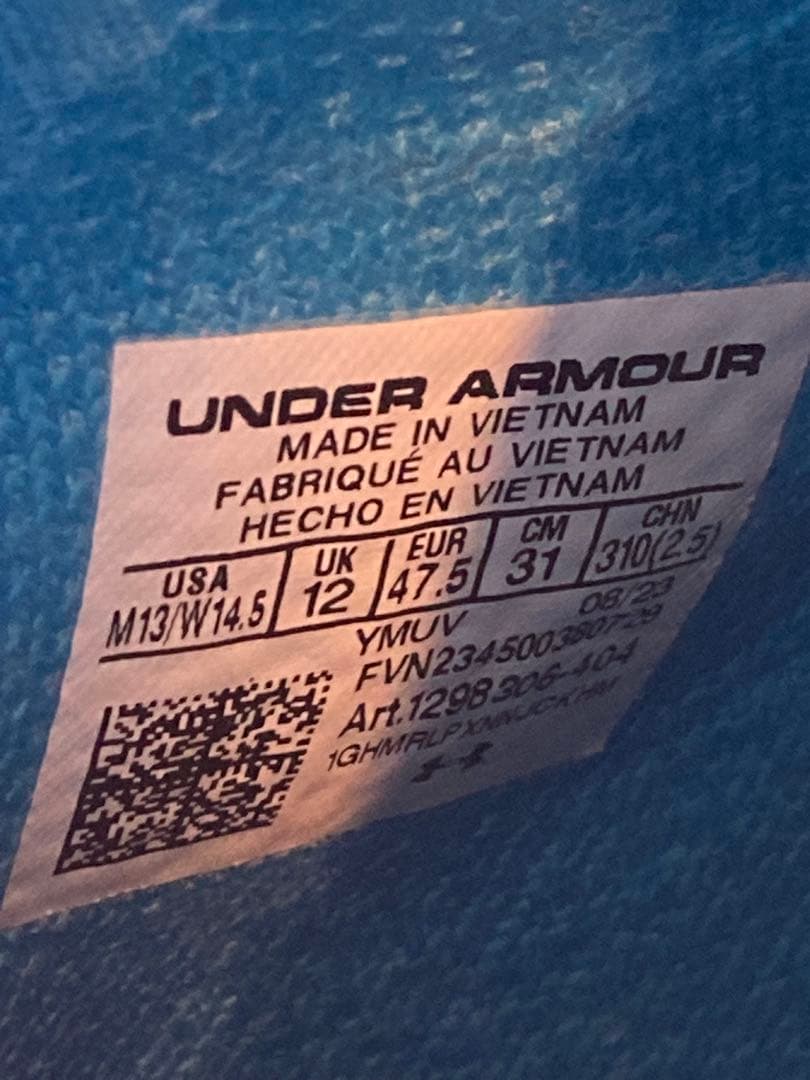 UNDER ARMOUR
MADE IN VIETNAM
FABRIQUÉ AU VIETNAM
HECHO EN VIETNAM
USA UK EUR CM CHN
M13/W14.5 12 47.5 31 310(2.5)
YMUV 08/23
FVN234500380729
Art.1298306-404